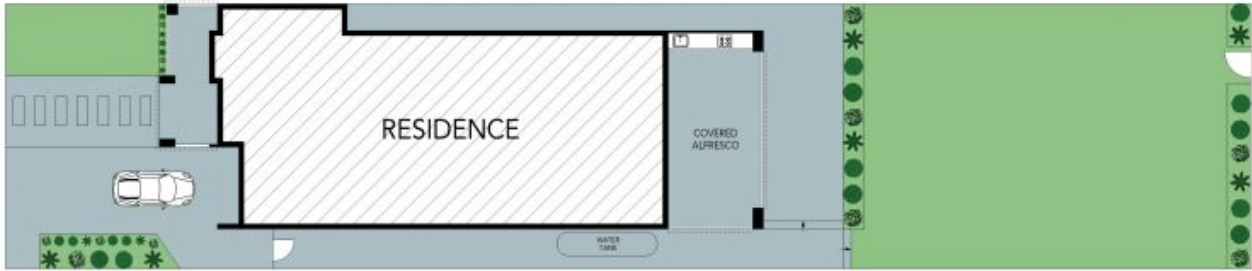 RESIDENCE
COVERED
ALFRESCO
WATER
TANK